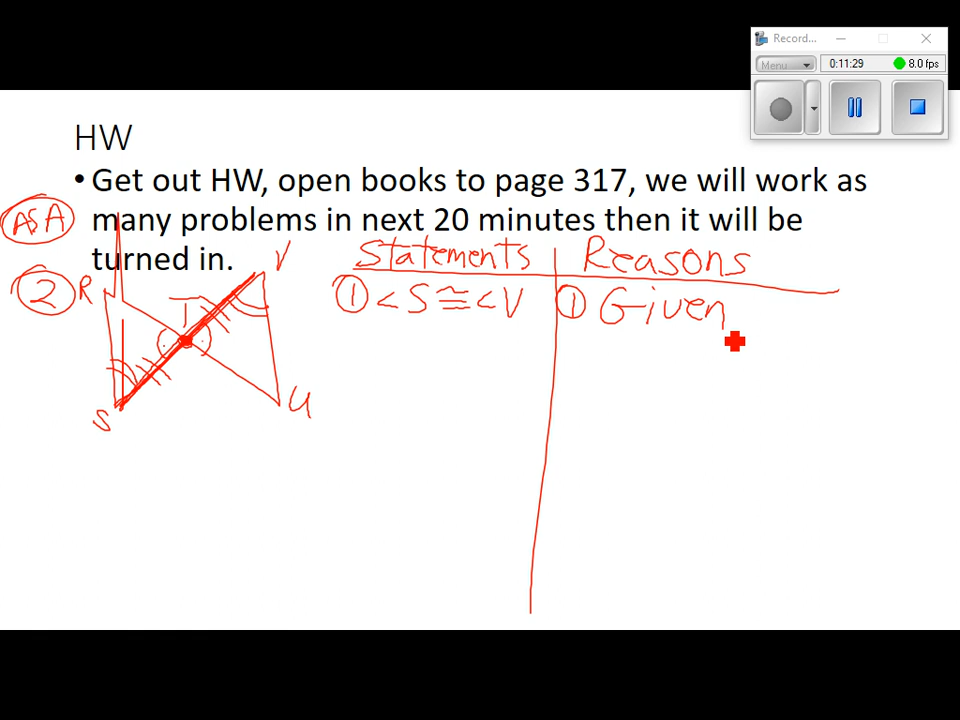 Record...
Menu
0:11:29
8.0 fps
HW
• Get out HW, open books to page 317, we will work as
many problems in next 20 minutes then it will be
turned in.
ASA
② R
T
V
S
U
Statements Reasons
① <S ≅ <V ① Given